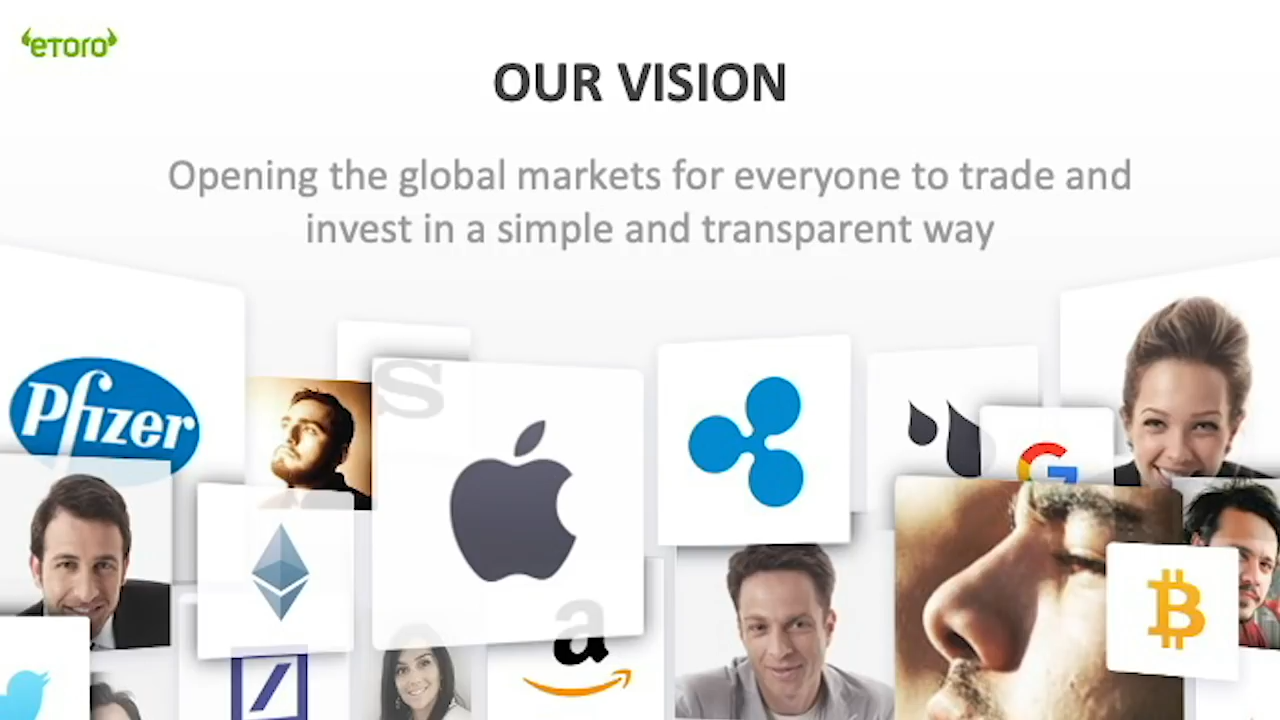 eToro
OUR VISION
Opening the global markets for everyone to trade and
invest in a simple and transparent way
Pfizer
S
G
a